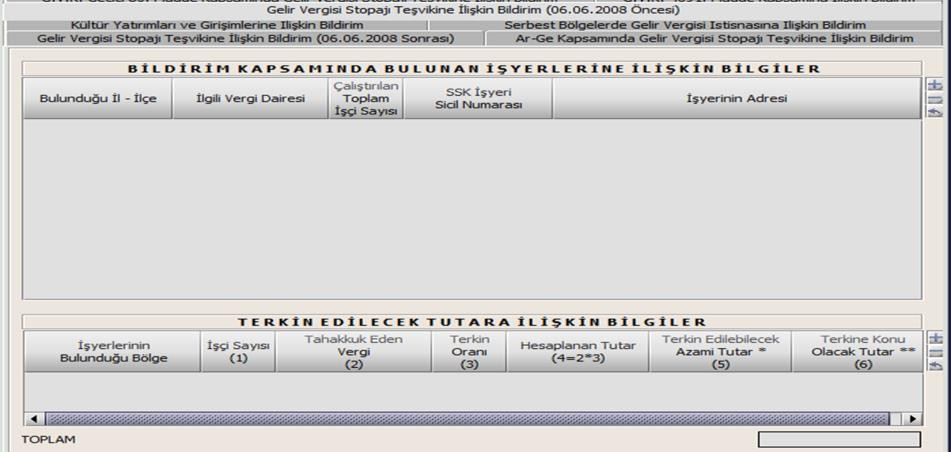 Gelir Vergisi Stopajı Teşvikine İlişkin Bildirim (06.06.2008 Öncesi)
Kültür Yatırımları ve Girişimlerine İlişkin Bildirim
Serbest Bölgelerde Gelir Vergisi Istisnasına İlişkin Bildirim
Gelir Vergisi Stopajı Teşvikine İlişkin Bildirim (06.06.2008 Sonrası)
Ar-Ge Kapsamında Gelir Vergisi Stopajı Teşvikine İlişkin Bildirim
BİLDİRİM KAPSAMINDA BULUNAN İŞYERLERİNE İLİŞKİN BİLGİLER
Bulunduğu İl - İlçe
İlgili Vergi Dairesi
Çalıştırılan
Toplam
İşçi Sayısı
SSK İşyeri
Sicil Numarası
İşyerinin Adresi
TERKİN EDİLECEK TUTARA İLİŞKİN BİLGİLER
İşyerlerinin
Bulunduğu Bölge
İşçi Sayısı
(1)
Tahakkuk Eden
Vergi
(2)
Terkin
Oranı
(3)
Hesaplanan Tutar
(4=2*3)
Terkin Edilebilecek
Azami Tutar *
(5)
Terkine Konu
Olacak Tutar **
(6)
TOPLAM